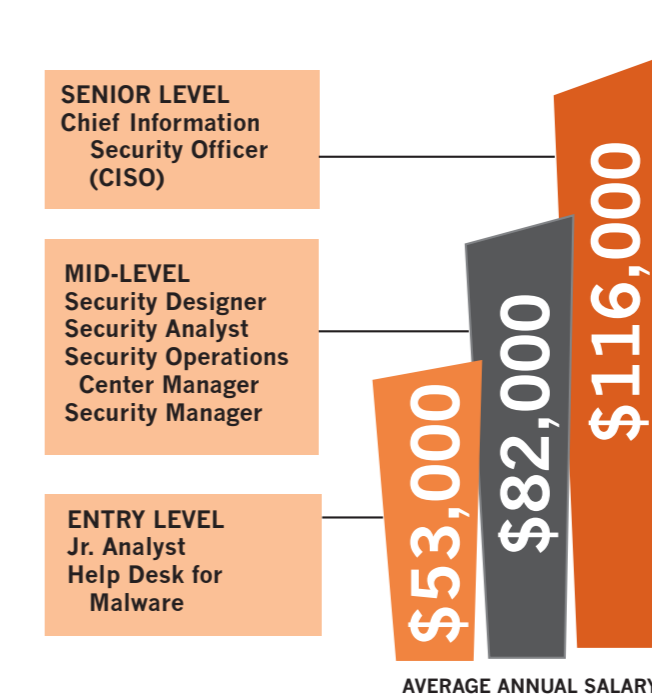 SENIOR LEVEL
Chief Information
Security Officer
(CISO)
$116,000
MID-LEVEL
Security Designer
Security Analyst
Security Operations
Center Manager
Security Manager
$82,000
ENTRY LEVEL
Jr. Analyst
Help Desk for
Malware
$53,000
AVERAGE ANNUAL SALARY